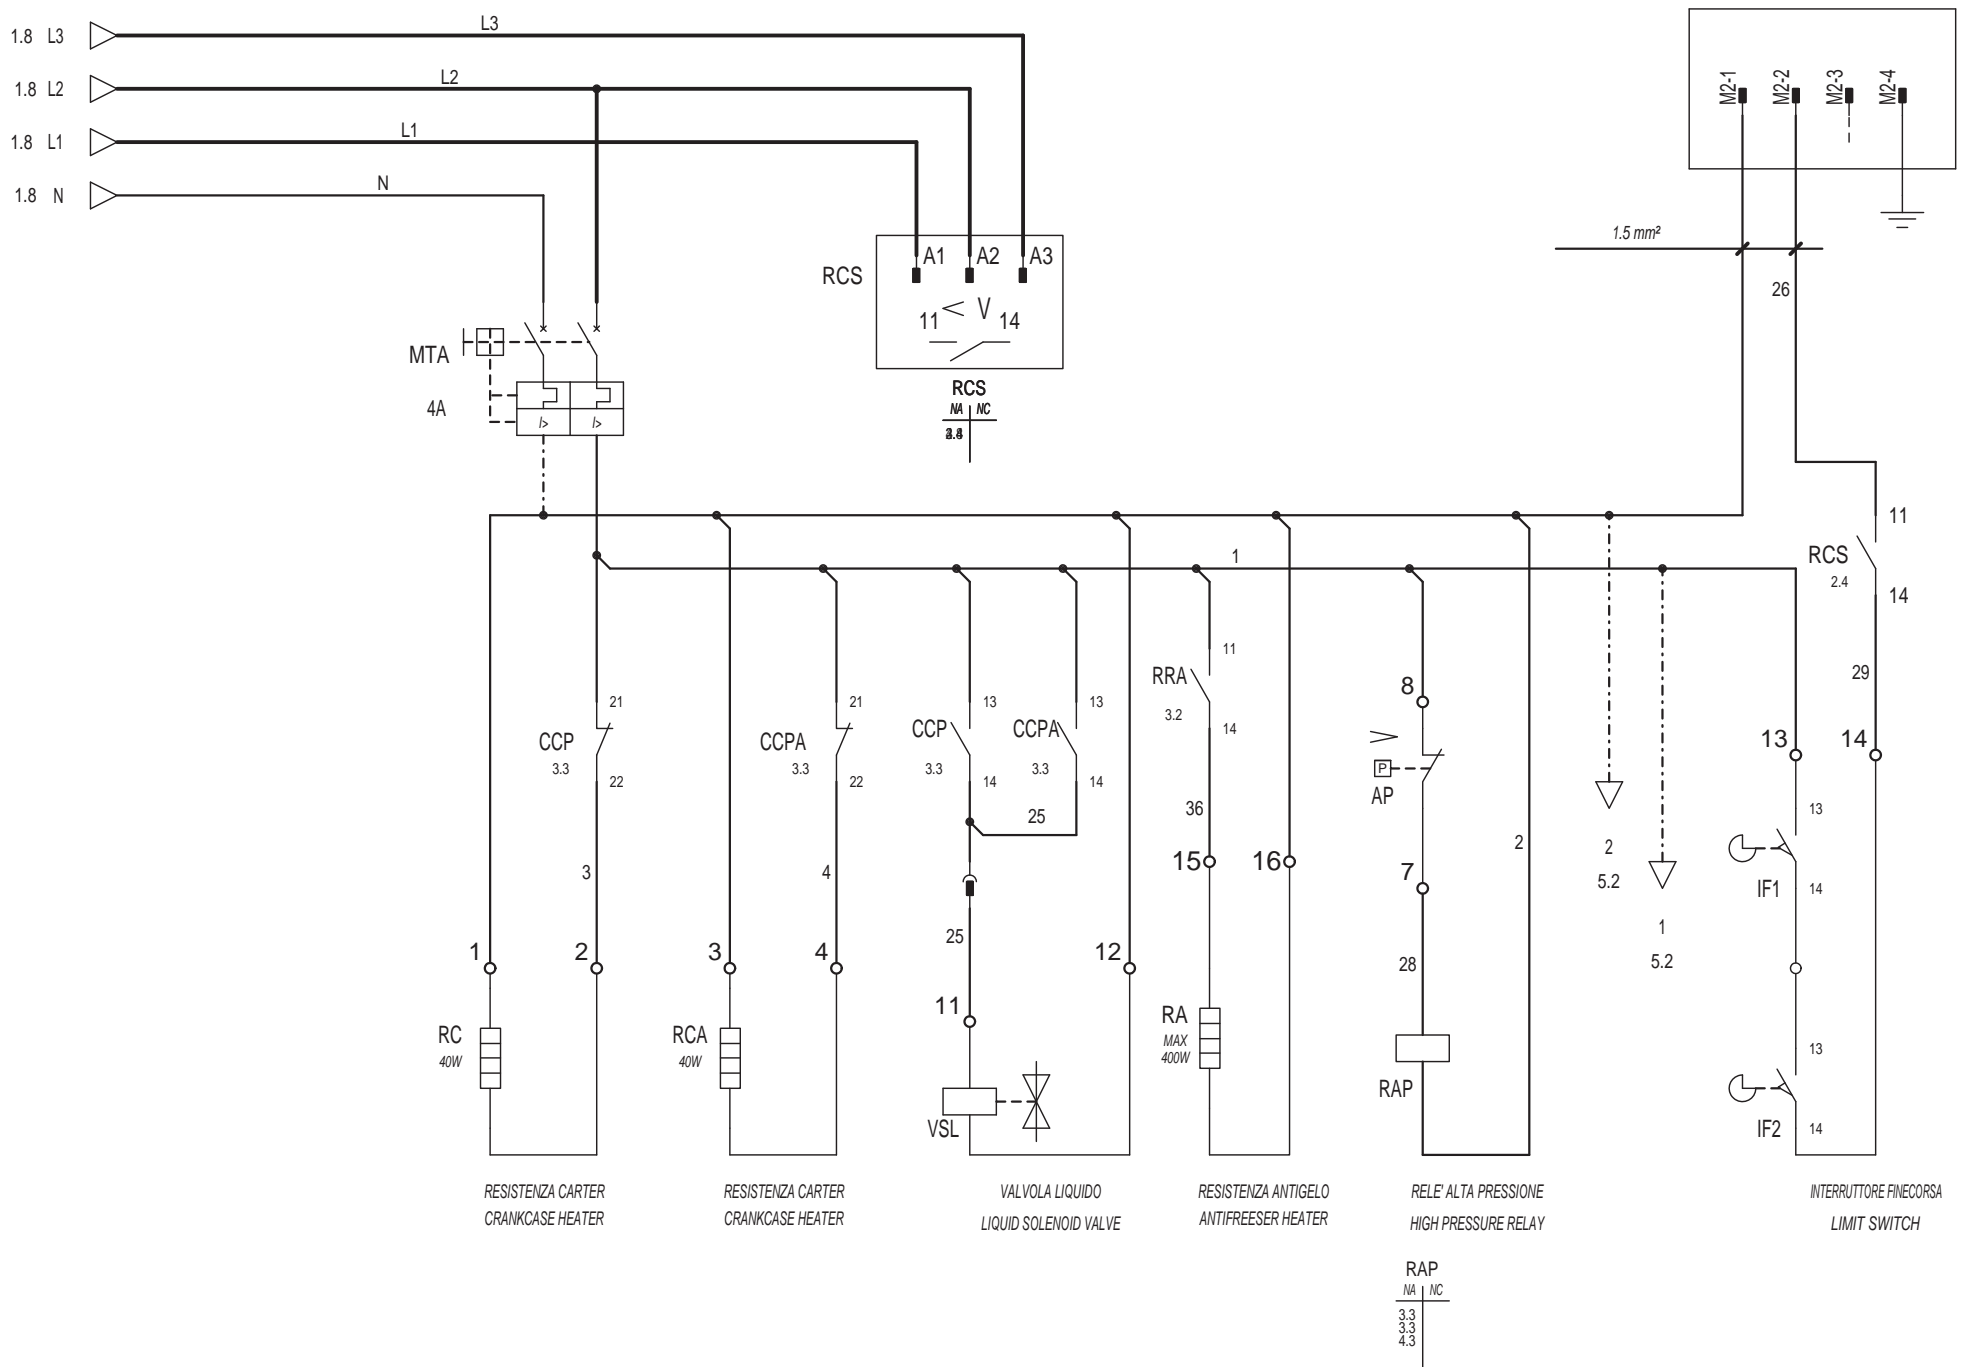 1.8 L3
L3
1.8 L2
L2
1.8 L1
L1
1.8 N
N
M2-1
M2-2
M2-3
M2-4
1.5 mm²
26
RCS
A1 A2 A3
< V
11 14
RCS
NA NC
MTA
4A
I> I>
1
11
RCS
2.4
14
29
21
CCP
3.3
22
3
21
CCPA
3.3
22
4
13
CCP
3.3
14
13
CCPA
3.3
14
25
25
11
RRA
3.2
14
36
15
16
8
V
P
AP
7
28
2
2
5.2
1
5.2
13
14
13
IF1
14
13
IF2
14
1
2
3
4
11
12
RC
40W
RCA
40W
VSL
RA
MAX
400W
RAP
RESISTENZA CARTER
CRANKCASE HEATER
RESISTENZA CARTER
CRANKCASE HEATER
VALVOLA LIQUIDO
LIQUID SOLENOID VALVE
RESISTENZA ANTIGELO
ANTIFREESER HEATER
RELE' ALTA PRESSIONE
HIGH PRESSURE RELAY
INTERRUTTORE FINECORSA
LIMIT SWITCH
RAP
NA NC
3.3
3.3
4.3